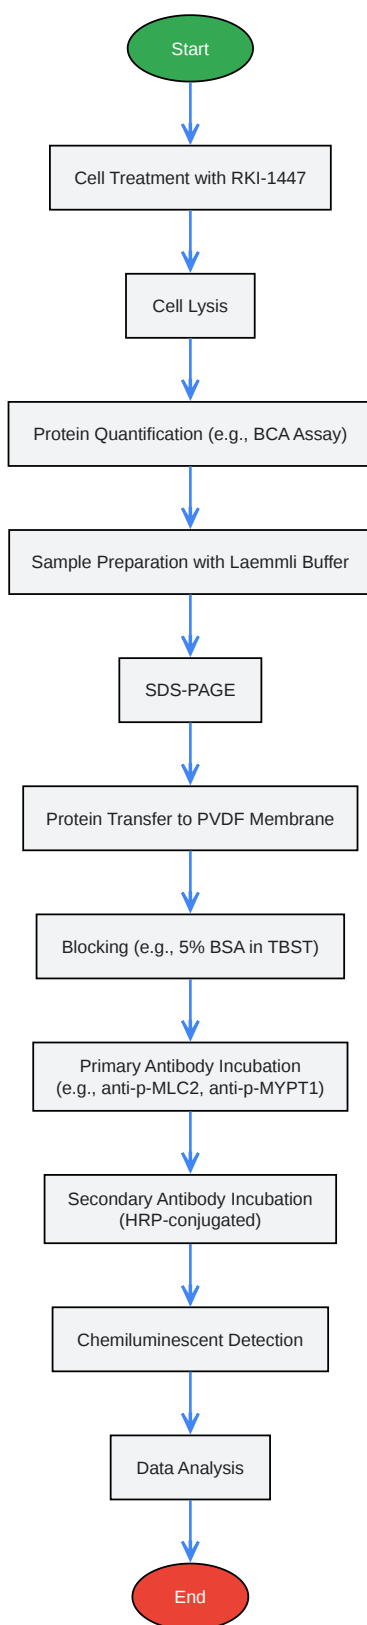 Start
Cell Treatment with RKI-1447
Cell Lysis
Protein Quantification (e.g., BCA Assay)
Sample Preparation with Laemmli Buffer
SDS-PAGE
Protein Transfer to PVDF Membrane
Blocking (e.g., 5% BSA in TBST)
Primary Antibody Incubation
(e.g., anti-p-MLC2, anti-p-MYPT1)
Secondary Antibody Incubation
(HRP-conjugated)
Chemiluminescent Detection
Data Analysis
End